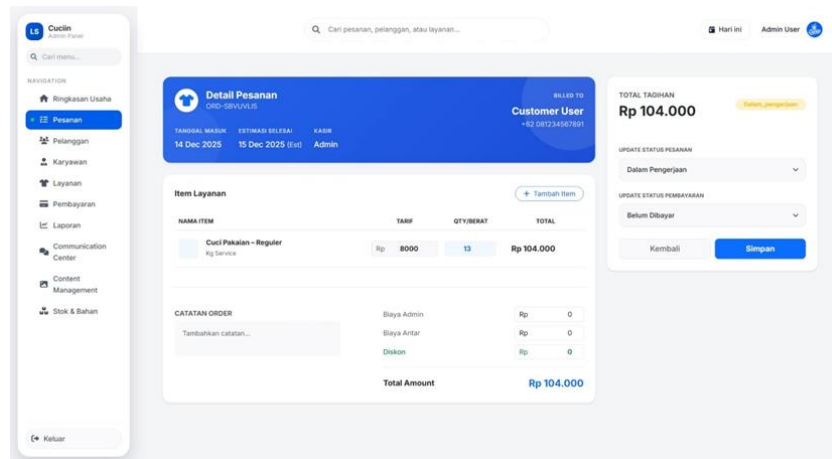 LS
Cuciin
Admin Panel
Cari pesanan, pelanggan, atau layanan...
Hari ini
Admin User
Cari menu...
NAVIGATION
Ringkasan Usaha
Pesanan
Pelanggan
Karyawan
Layanan
Pembayaran
Laporan
Communication
Center
Content
Management
Stok & Bahan
Keluar
Detail Pesanan
ORD-SBVUVLIS
BILLED TO
Customer User
+62 081234567891
TANGGAL MASUK
ESTIMASI SELESAI
KASIR
14 Dec 2025
15 Dec 2025 (Est)
Admin
Item Layanan
+ Tambah Item
NAMA ITEM
TARIF
QTY/BERAT
TOTAL
Cuci Pakaian – Reguler
Kg Service
Rp 8000
13
Rp 104.000
CATATAN ORDER
Tambahkan catatan...
Biaya Admin
Rp 0
Biaya Antar
Rp 0
Diskon
Rp 0
Total Amount
Rp 104.000
TOTAL TAGIHAN
Rp 104.000
Dalam_pengerjaan
UPDATE STATUS PESANAN
Dalam Pengerjaan
UPDATE STATUS PEMBAYARAN
Belum Dibayar
Kembali
Simpan